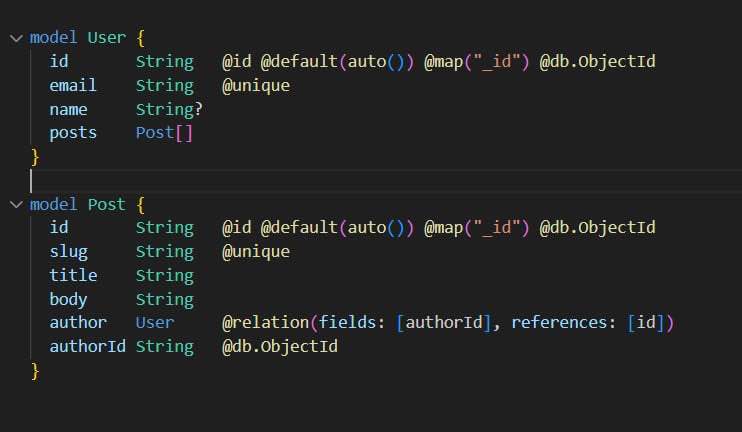 model User {
id String @id @default(auto()) @map("_id") @db.ObjectId
email String @unique
name String?
posts Post[]
}
model Post {
id String @id @default(auto()) @map("_id") @db.ObjectId
slug String @unique
title String
body String
author User @relation(fields: [authorId], references: [id])
authorId String @db.ObjectId
}